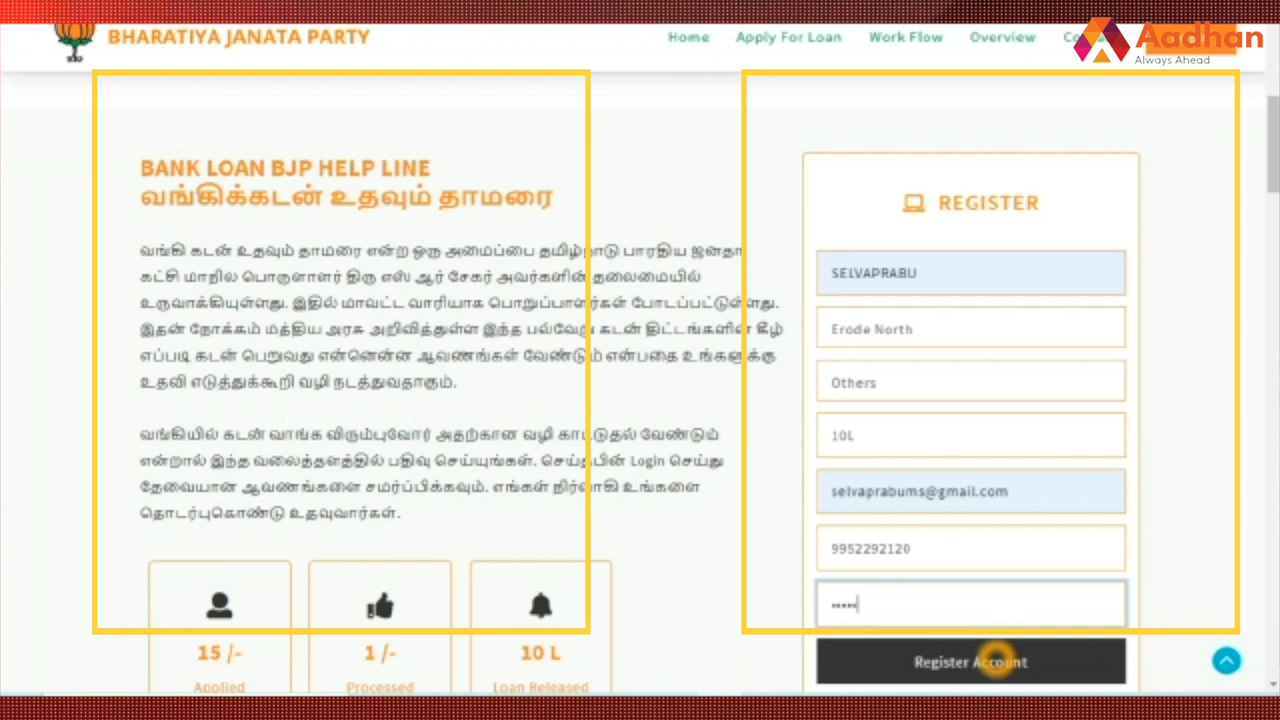 BHARATIYA JANATA PARTY
Home Apply For Loan Work Flow Overview
Aadhan
Always Ahead
BANK LOAN BJP HELP LINE
வங்கிக்கடன் உதவும் தாமரை
வங்கி கடன் உதவும் தாமரை என்ற ஒரு அமைப்பை தமிழ்நாடு பாரதிய ஜனதா
கட்சி மாநில பொருளாளர் திரு எஸ் ஆர் சேகர் அவர்களின் தலைமையில்
உருவாக்கியுள்ளது. இதில் மாவட்ட வாரியாக பொறுப்பாளர்கள் போடப்பட்டுள்ளது.
இதன் நோக்கம் மத்திய அரசு அறிவித்துள்ள இந்த பல்வேறு கடன் திட்டங்களின் கீழ்
எப்படி கடன் பெறுவது என்னென்ன ஆவணங்கள் வேண்டும் என்பதை உங்களுக்கு
உதவி எடுத்துக்கூறி வழி நடத்துவதாகும்.
வங்கியில் கடன் வாங்க விரும்புவோர் அதற்கான வழி காட்டுதல் வேண்டும்
என்றால் இந்த வலைத்தளத்தில் பதிவு செய்யுங்கள். செய்தபின் Login செய்து
தேவையான ஆவணங்களை சமர்ப்பிக்கவும். எங்கள் நிர்வாகி உங்களை
தொடர்புகொண்டு உதவுவார்கள்.
15 /- 1 /- 10 L
Applied Processed Loan Released
REGISTER
SELVAPRABU
Erode North
Others
10L
selvaprabums@gmail.com
9952292120
Register Account